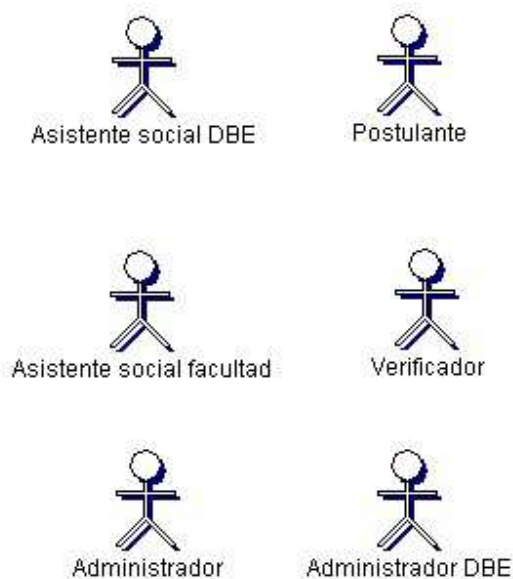 Asistente social DBE
Postulante
Asistente social facultad
Verificador
Administrador
Administrador DBE